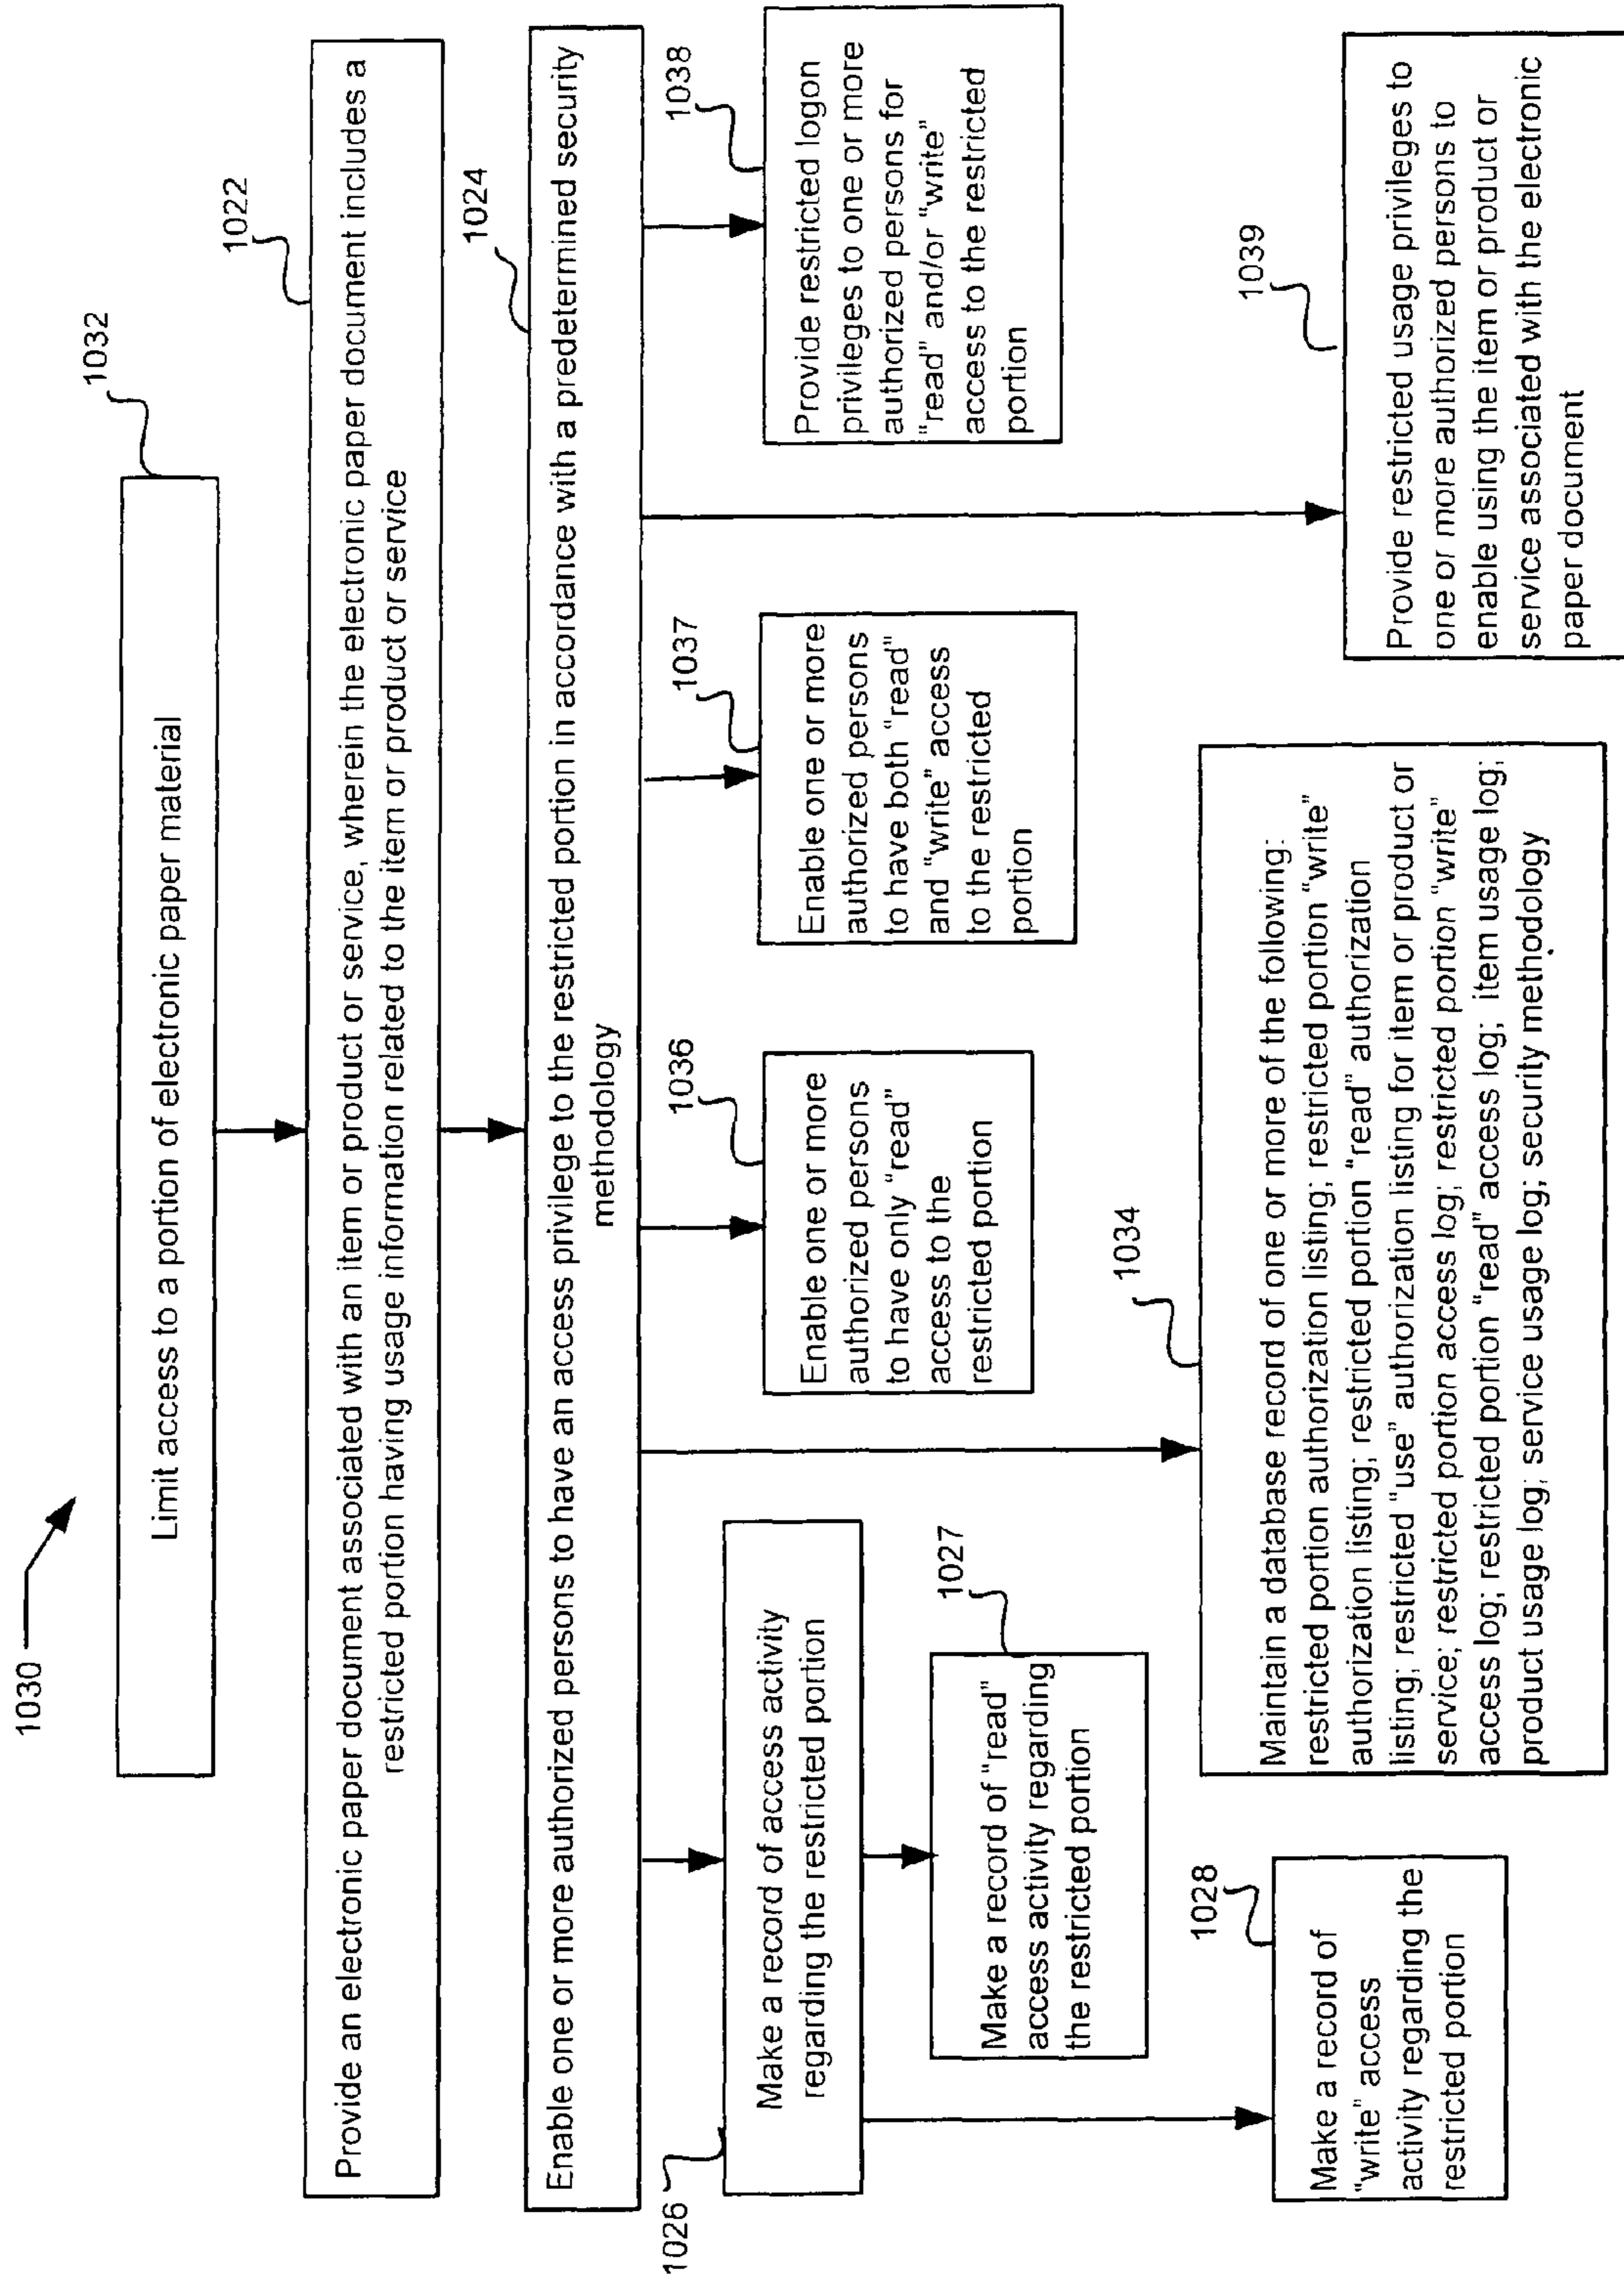 1030
1032
Limit access to a portion of electronic paper material
1022
Provide an electronic paper document associated with an item or product or service, wherein the electronic paper document includes a
restricted portion having usage information related to the item or product or service
1024
Enable one or more authorized persons to have an access privilege to the restricted portion in accordance with a predetermined security
methodology
1026
Make a record of access activity
regarding the restricted portion
1036
Enable one or more
authorized persons
to have only “read”
access to the
restricted portion
1037
Enable one or more
authorized persons
to have both “read”
and “write” access
to the restricted
portion
1038
Provide restricted logon
privileges to one or more
authorized persons for
“read” and/or “write”
access to the restricted
portion
1027
Make a record of “read”
access activity regarding
the restricted portion
1028
Make a record of
“write” access
activity regarding the
restricted portion
1034
Maintain a database record of one or more of the following:
restricted portion authorization listing; restricted portion “write”
authorization listing; restricted portion “read” authorization
listing; restricted “use” authorization listing for item or product or
service; restricted portion access log; restricted portion “write”
access log; restricted portion “read” access log; item usage log;
product usage log; service usage log; security methodology
1039
Provide restricted usage privileges to
one or more authorized persons to
enable using the item or product or
service associated with the electronic
paper document